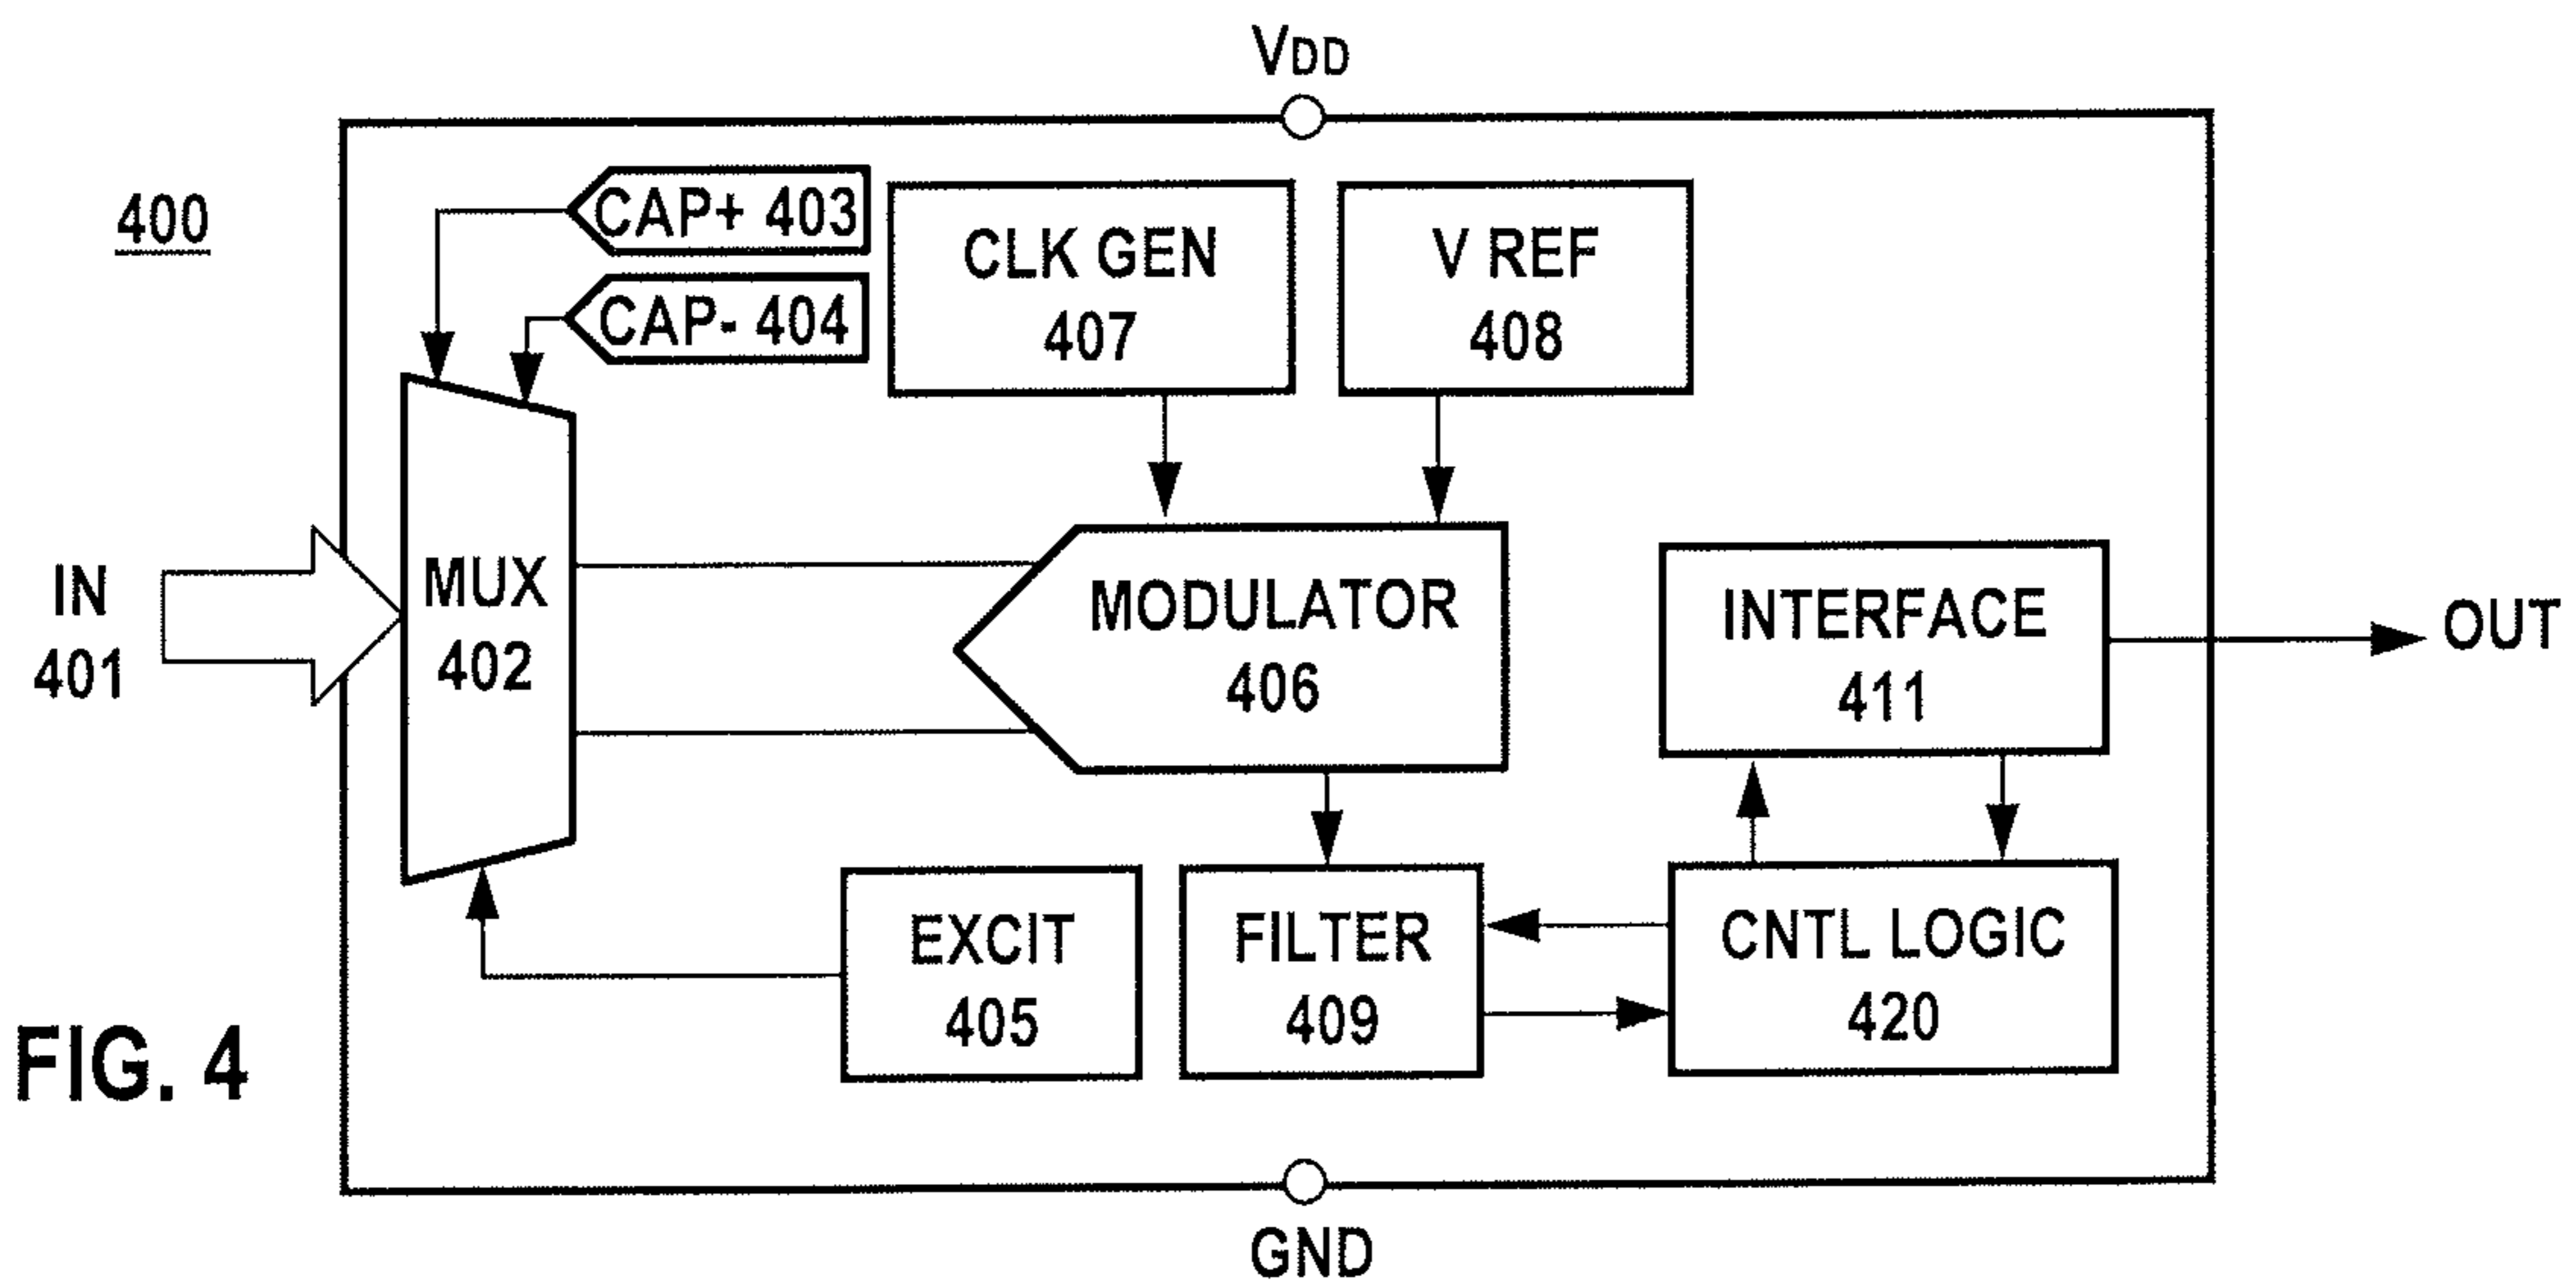 VDD
400
CAP+ 403
CAP- 404
CLK GEN
407
V REF
408
IN
401
MUX
402
MODULATOR
406
INTERFACE
411
OUT
EXCIT
405
FILTER
409
CNTL LOGIC
420
FIG. 4
GND